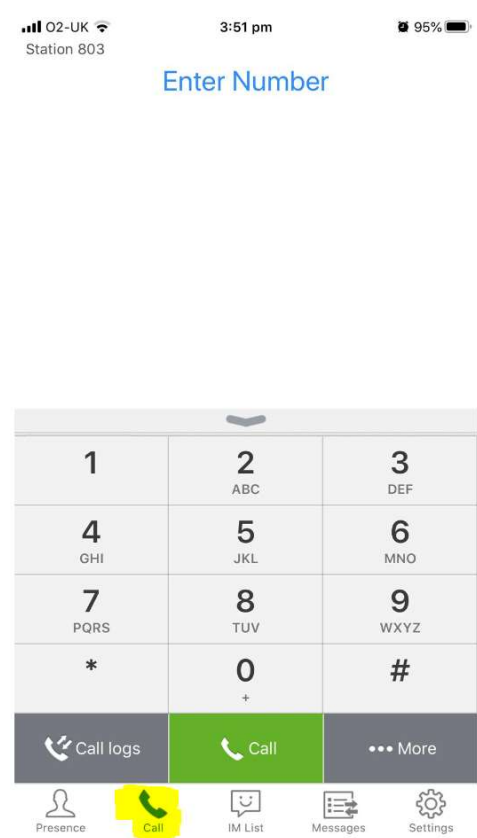 O2-UK 3:51 pm 95%
Station 803
Enter Number
1 2 3
ABC DEF
4 5 6
GHI JKL MNO
7 8 9
PQRS TUV WXYZ
* 0 #
+
Call logs Call ••• More
Presence Call IM List Messages Settings